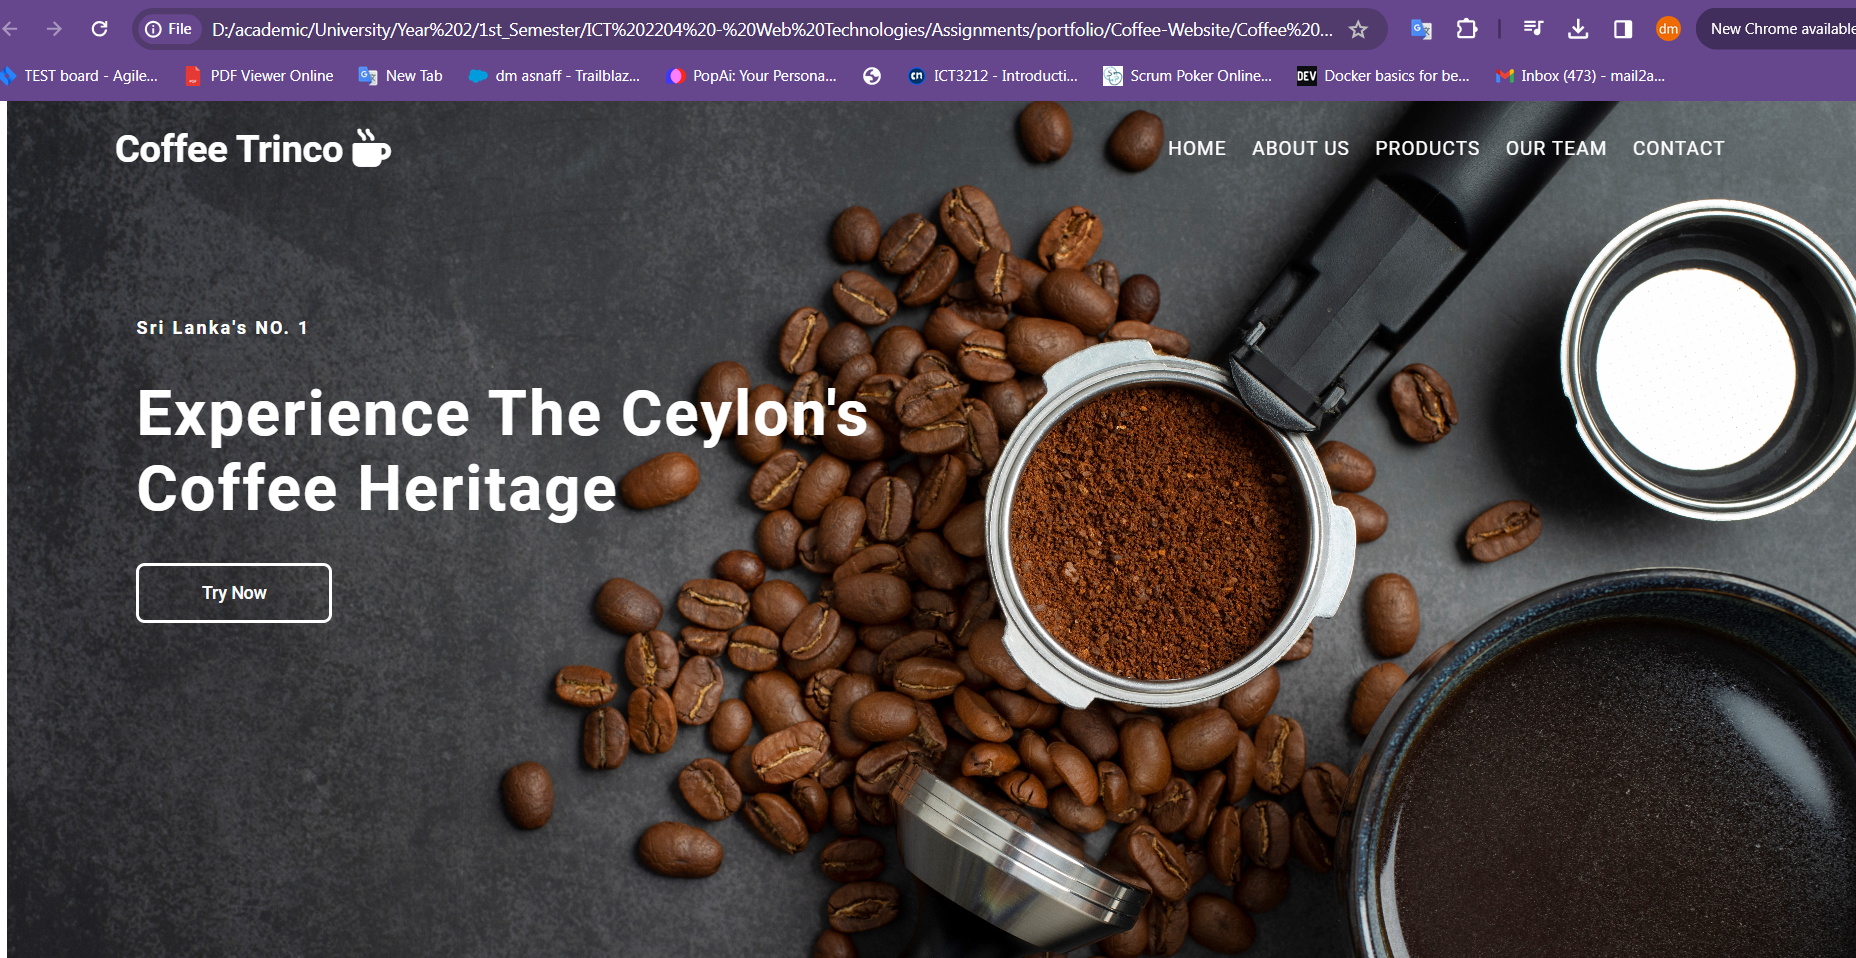 File D:/academic/University/Year%202/1st_Semester/ICT%202204%20-%20Web%20Technologies/Assignments/portfolio/Coffee-Website/Coffee%20... dm New Chrome available
TEST board - Agile... PDF Viewer Online New Tab dm asnaff - Trailblaz... PopAi: Your Persona... ICT3212 - Introducti... Scrum Poker Online... DEV Docker basics for be... Inbox (473) - mail2a...
Coffee Trinco HOME ABOUT US PRODUCTS OUR TEAM CONTACT
Sri Lanka's NO. 1
Experience The Ceylon's
Coffee Heritage
Try Now